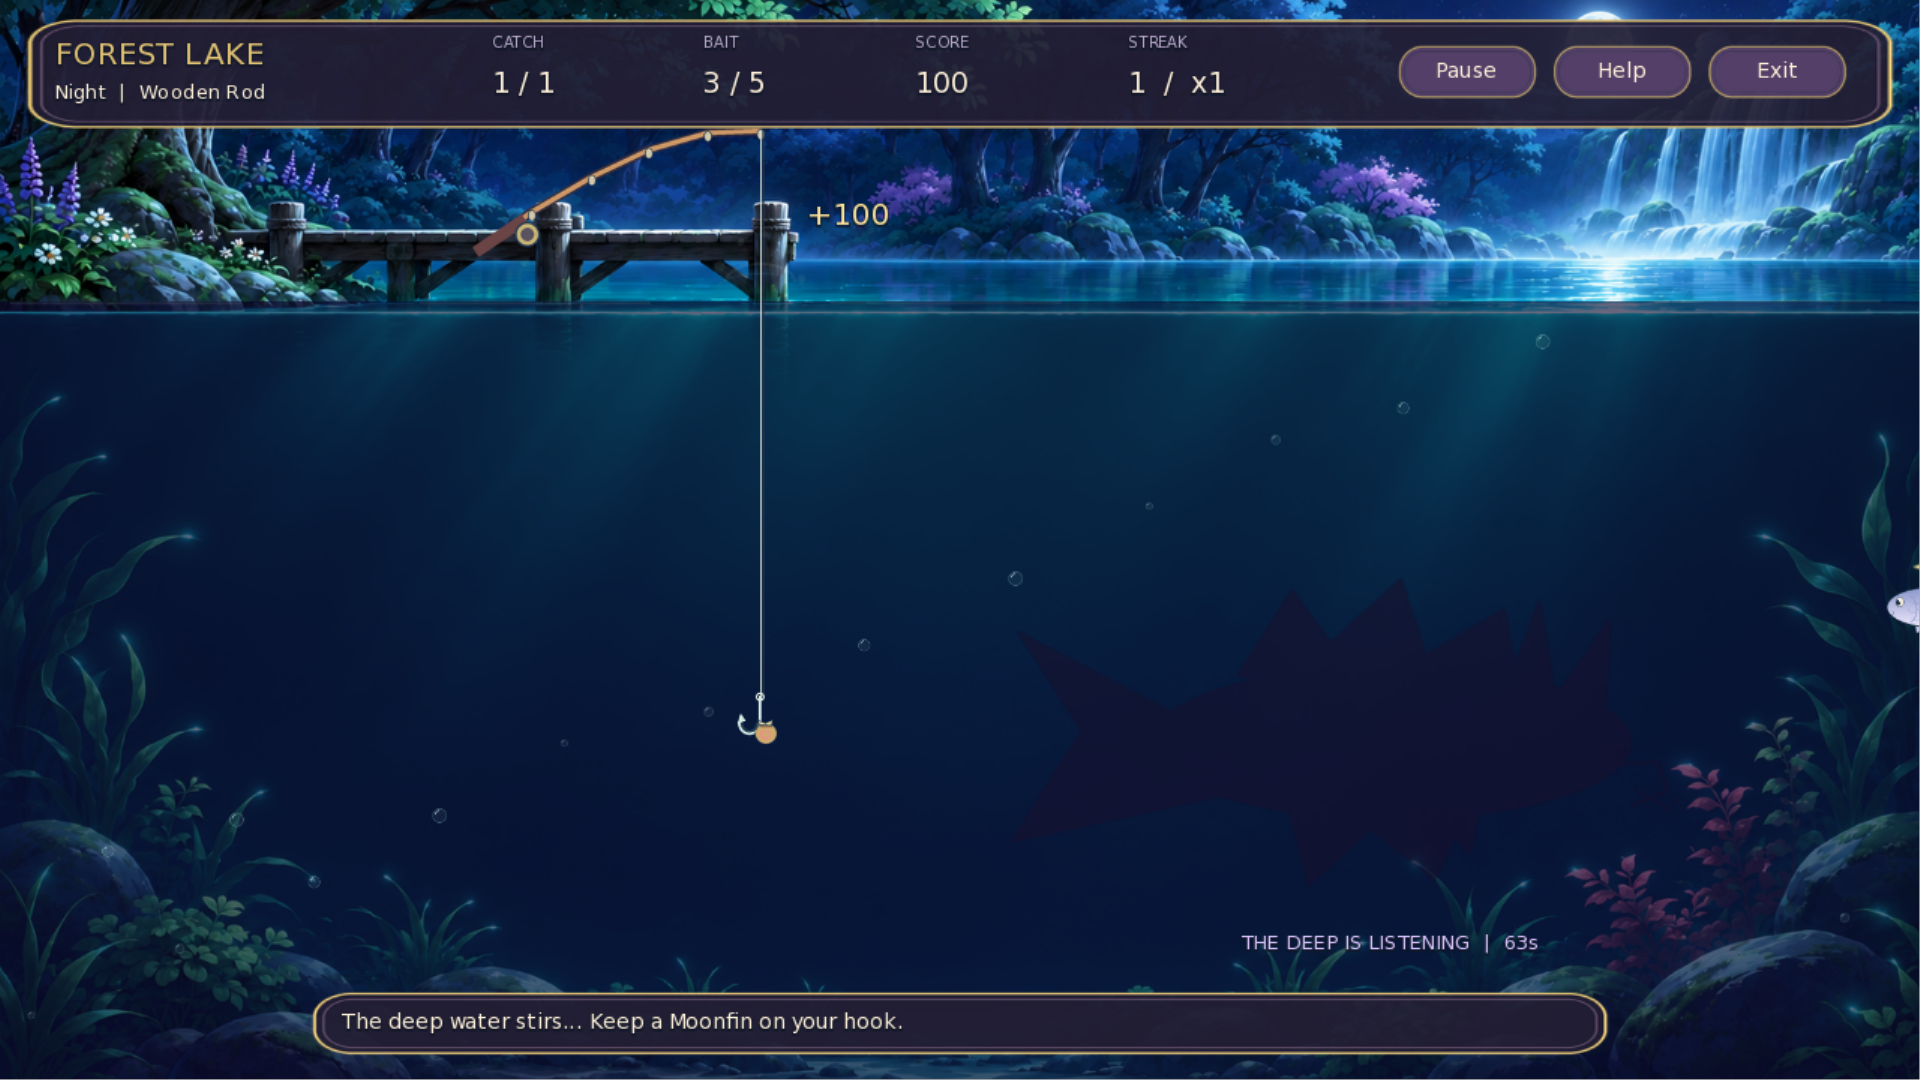 FOREST LAKE
Night | Wooden Rod
CATCH
1 / 1
BAIT
3 / 5
SCORE
100
STREAK
1 / x1
Pause
Help
Exit
+100
THE DEEP IS LISTENING | 63s
The deep water stirs... Keep a Moonfin on your hook.